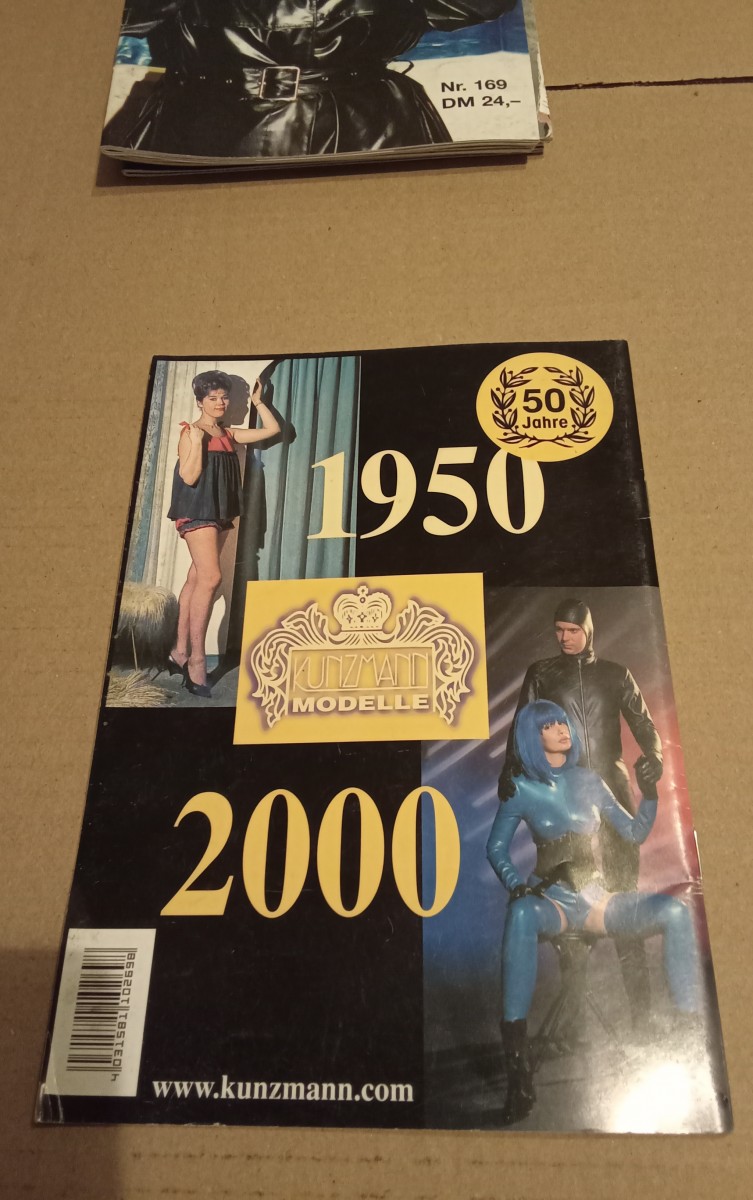 Nr. 169
DM 24,–
50
Jahre
1950
KUNZMANN
MODELLE
2000
www.kunzmann.com